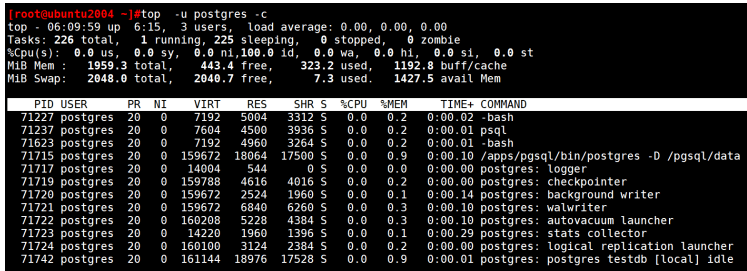 [root@ubuntu2004 ~]#top  -u postgres -c
top - 06:09:59 up  6:15,  3 users,  load average: 0.00, 0.00, 0.00
Tasks: 226 total,   1 running, 225 sleeping,   0 stopped,   0 zombie
%Cpu(s):  0.0 us,  0.0 sy,  0.0 ni,100.0 id,  0.0 wa,  0.0 hi,  0.0 si,  0.0 st
MiB Mem :   1959.3 total,    443.4 free,    323.2 used,   1192.8 buff/cache
MiB Swap:   2048.0 total,   2040.7 free,      7.3 used.   1427.5 avail Mem
PID USER      PR  NI    VIRT    RES    SHR S  %CPU  %MEM     TIME+ COMMAND
71227 postgres  20   0    7192   5004   3312 S   0.0   0.2   0:00.02 -bash
71237 postgres  20   0    7604   4500   3936 S   0.0   0.2   0:00.01 psql
71623 postgres  20   0    7192   4960   3264 S   0.0   0.2   0:00.01 -bash
71715 postgres  20   0  159672  18064  17500 S   0.0   0.9   0:00.10 /apps/pgsql/bin/postgres -D /pgsql/data
71717 postgres  20   0   14004    544      0 S   0.0   0.0   0:00.00 postgres: logger
71719 postgres  20   0  159788   4616   4016 S   0.0   0.2   0:00.00 postgres: checkpointer
71720 postgres  20   0  159672   2524   1960 S   0.0   0.1   0:00.14 postgres: background writer
71721 postgres  20   0  159672   6840   6260 S   0.0   0.3   0:00.10 postgres: walwriter
71722 postgres  20   0  160208   5228   4384 S   0.0   0.3   0:00.10 postgres: autovacuum launcher
71723 postgres  20   0   14220   1960   1396 S   0.0   0.1   0:00.29 postgres: stats collector
71724 postgres  20   0  160100   3124   2384 S   0.0   0.2   0:00.00 postgres: logical replication launcher
71742 postgres  20   0  161144  18976  17528 S   0.0   0.9   0:00.01 postgres: postgres testdb [local] idle